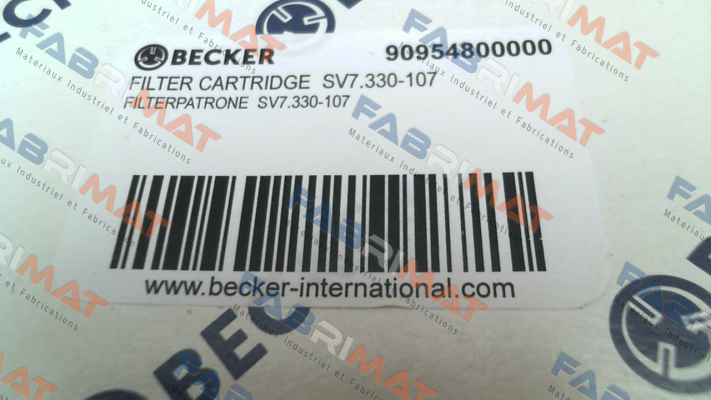 BECKER 90954800000
FILTER CARTRIDGE SV7.330-107
FILTERPATRONE SV7.330-107
www.becker-international.com
FABRIMAT
Matériaux Industriel et Fabrications